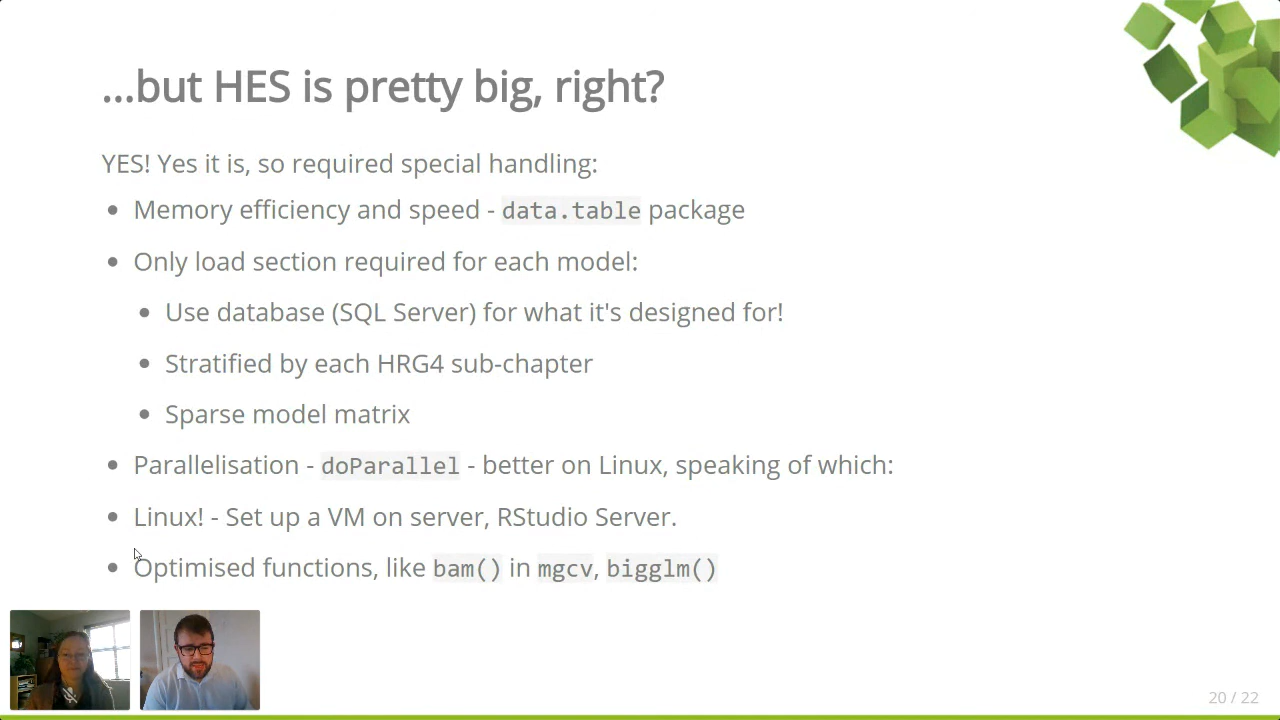 ...but HES is pretty big, right?
YES! Yes it is, so required special handling:
Memory efficiency and speed - data.table package
Only load section required for each model:
Use database (SQL Server) for what it's designed for!
Stratified by each HRG4 sub-chapter
Sparse model matrix
Parallelisation - doParallel - better on Linux, speaking of which:
Linux! - Set up a VM on server, RStudio Server.
Optimised functions, like bam() in mgcv, bigglm()
20 / 22